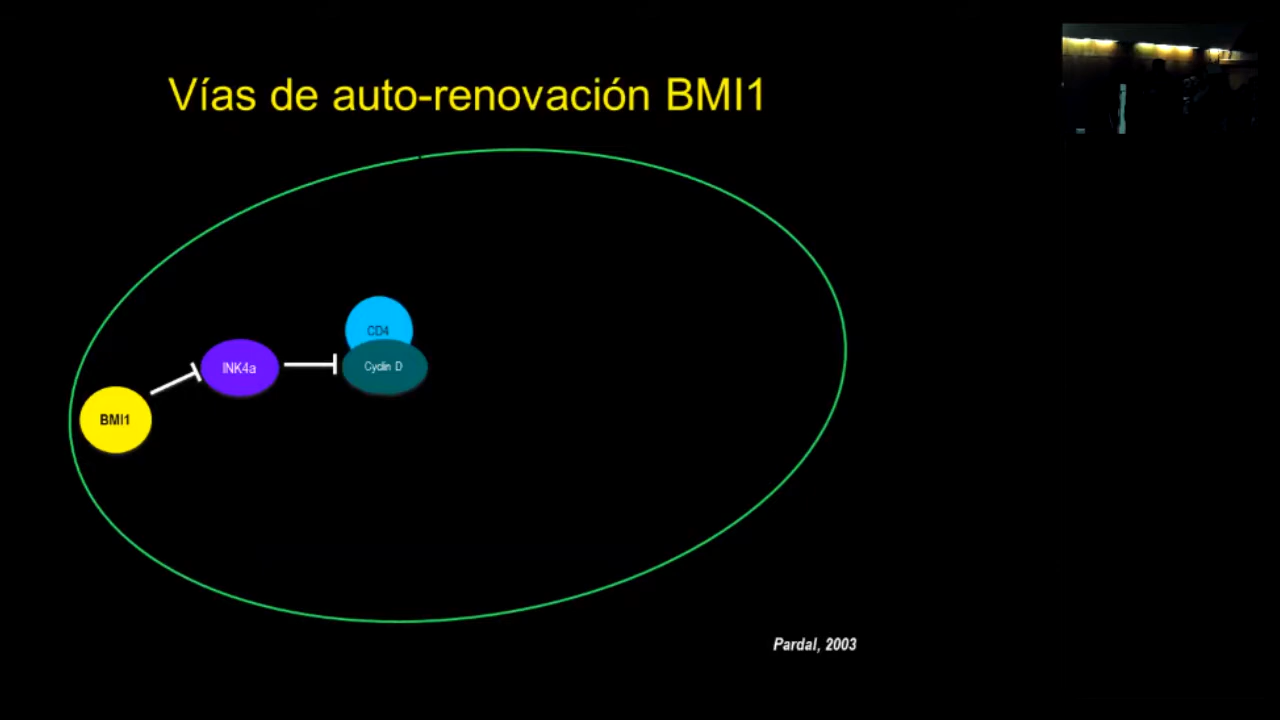 Vías de auto-renovación BMI1
CD4
INK4a
Cyclin D
BMI1
Pardal, 2003